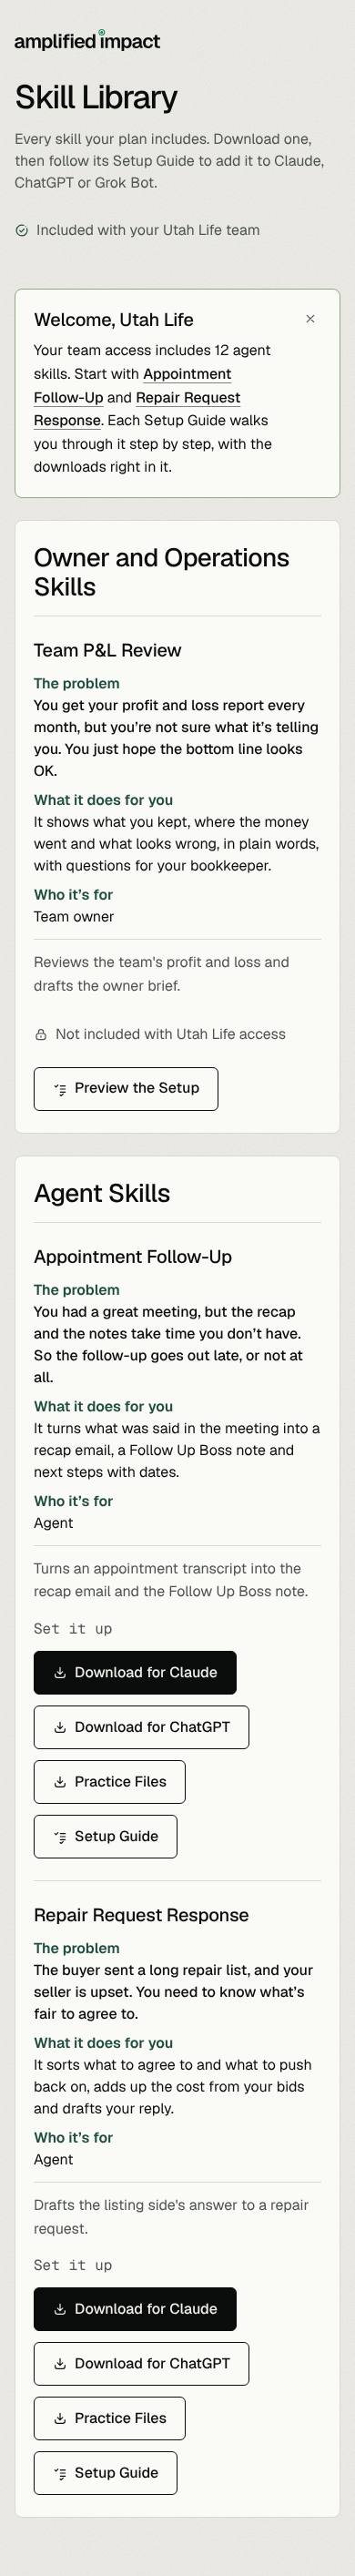 amplified impact
Skill Library
Every skill your plan includes. Download one,
then follow its Setup Guide to add it to Claude,
ChatGPT or Grok Bot.
Included with your Utah Life team
Welcome, Utah Life
Your team access includes 12 agent
skills. Start with Appointment
Follow-Up and Repair Request
Response. Each Setup Guide walks
you through it step by step, with the
downloads right in it.
Owner and Operations
Skills
Team P&L Review
The problem
You get your profit and loss report every
month, but you’re not sure what it’s telling
you. You just hope the bottom line looks
OK.
What it does for you
It shows what you kept, where the money
went and what looks wrong, in plain words,
with questions for your bookkeeper.
Who it’s for
Team owner
Reviews the team's profit and loss and
drafts the owner brief.
Not included with Utah Life access
Preview the Setup
Agent Skills
Appointment Follow-Up
The problem
You had a great meeting, but the recap
and the notes take time you don’t have.
So the follow-up goes out late, or not at
all.
What it does for you
It turns what was said in the meeting into a
recap email, a Follow Up Boss note and
next steps with dates.
Who it’s for
Agent
Turns an appointment transcript into the
recap email and the Follow Up Boss note.
Set it up
Download for Claude
Download for ChatGPT
Practice Files
Setup Guide
Repair Request Response
The problem
The buyer sent a long repair list, and your
seller is upset. You need to know what’s
fair to agree to.
What it does for you
It sorts what to agree to and what to push
back on, adds up the cost from your bids
and drafts your reply.
Who it’s for
Agent
Drafts the listing side's answer to a repair
request.
Set it up
Download for Claude
Download for ChatGPT
Practice Files
Setup Guide